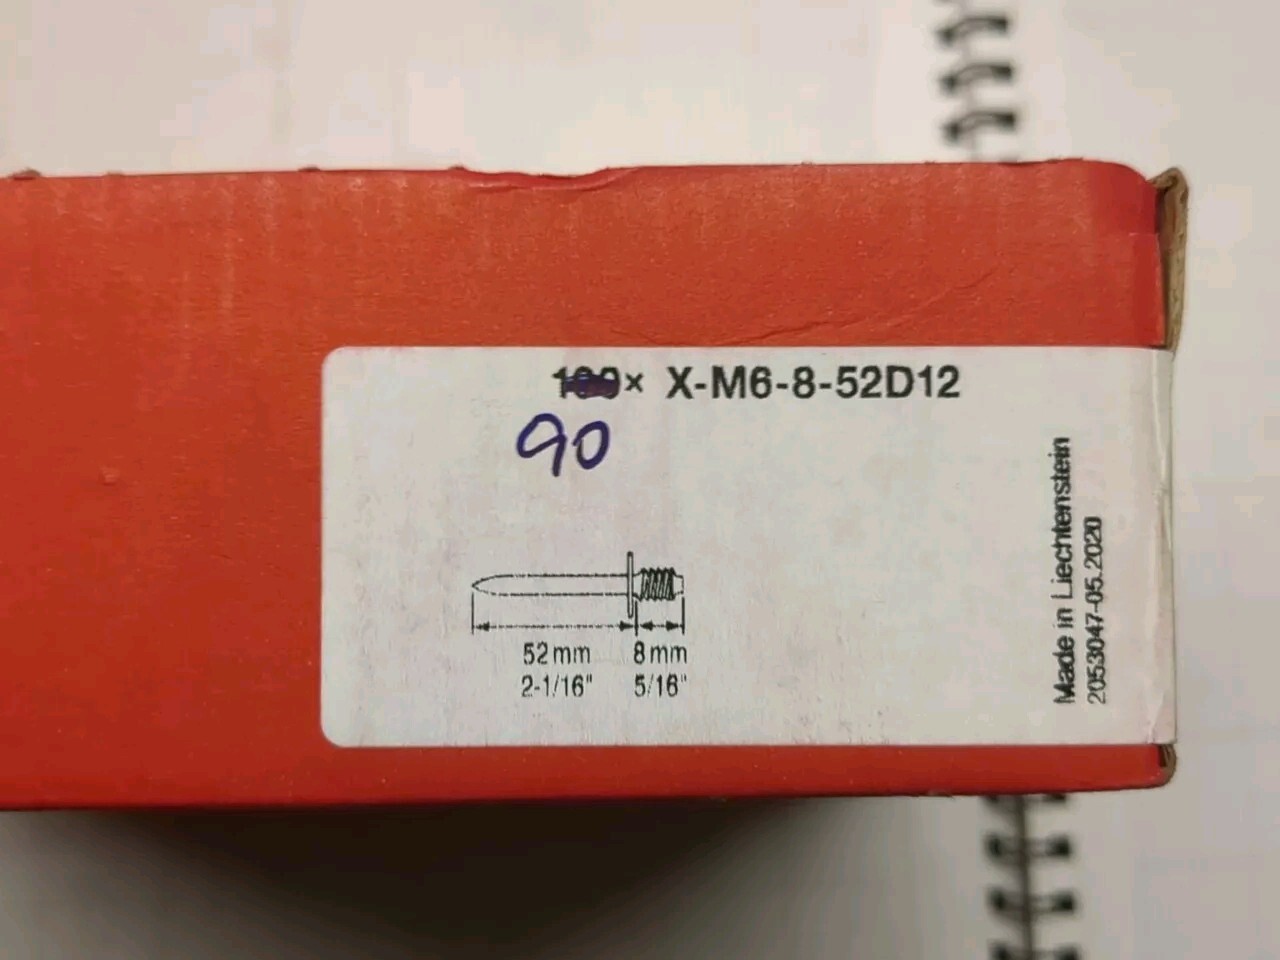 100× X-M6-8-52D12
90
52mm 8mm
2-1/16" 5/16"
Made in Liechtenstein
2053047-05.2020